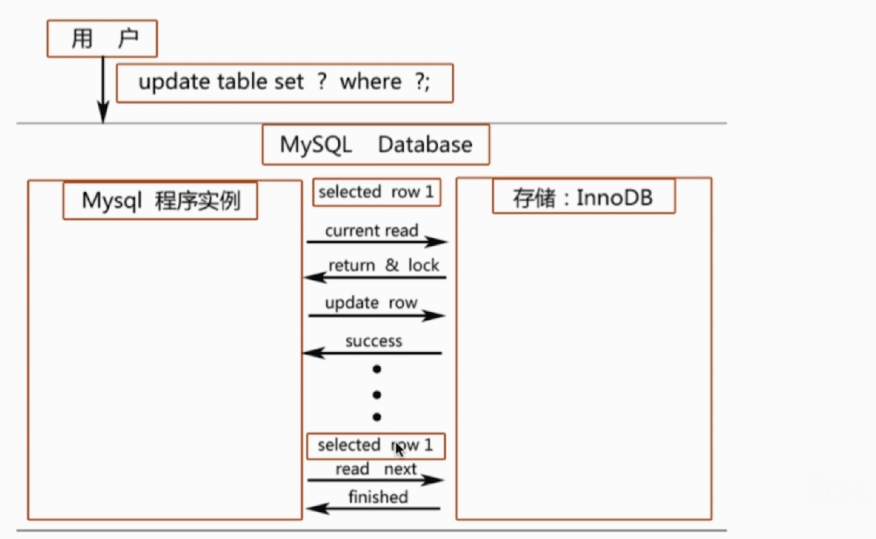 用 户
update table set ? where ?;
MySQL Database
Mysql 程序实例
selected row 1
存储：InnoDB
current read
return & lock
update row
success
selected row 1
read next
finished